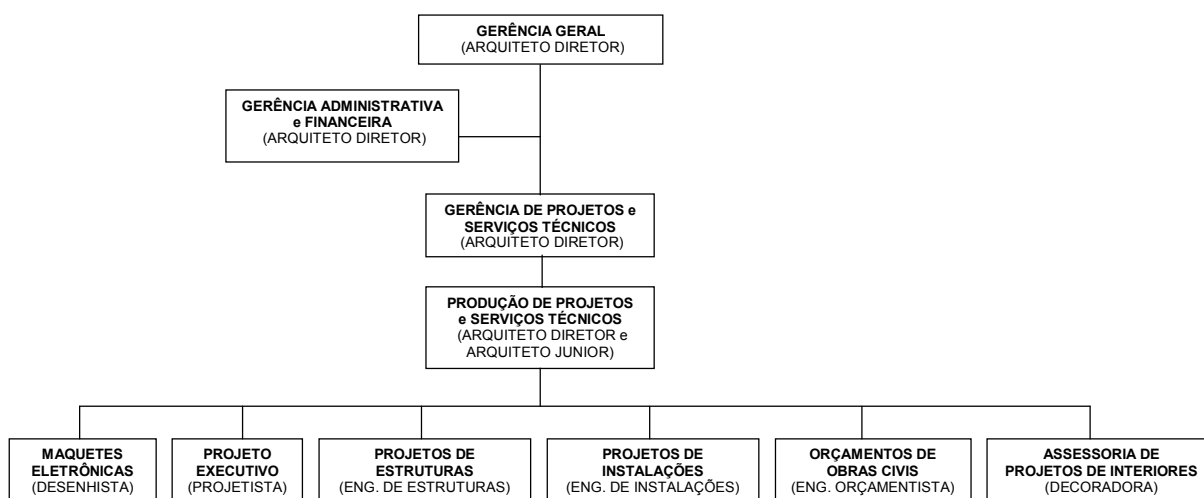 GERÊNCIA GERAL
(ARQUITETO DIRETOR)
GERÊNCIA ADMINISTRATIVA
e FINANCEIRA
(ARQUITETO DIRETOR)
GERÊNCIA DE PROJETOS e
SERVIÇOS TÉCNICOS
(ARQUITETO DIRETOR)
PRODUÇÃO DE PROJETOS
e SERVIÇOS TÉCNICOS
(ARQUITETO DIRETOR e
ARQUITETO JUNIOR)
MAQUETES
ELETRÔNICAS
(DESENHISTA)
PROJETO
EXECUTIVO
(PROJETISTA)
PROJETOS DE
ESTRUTURAS
(ENG. DE ESTRUTURAS)
PROJETOS DE
INSTALAÇÕES
(ENG. DE INSTALAÇÕES)
ORÇAMENTOS DE
OBRAS CIVIS
(ENG. ORÇAMENTISTA)
ASSESSORIA DE
PROJETOS DE INTERIORES
(DECORADORA)